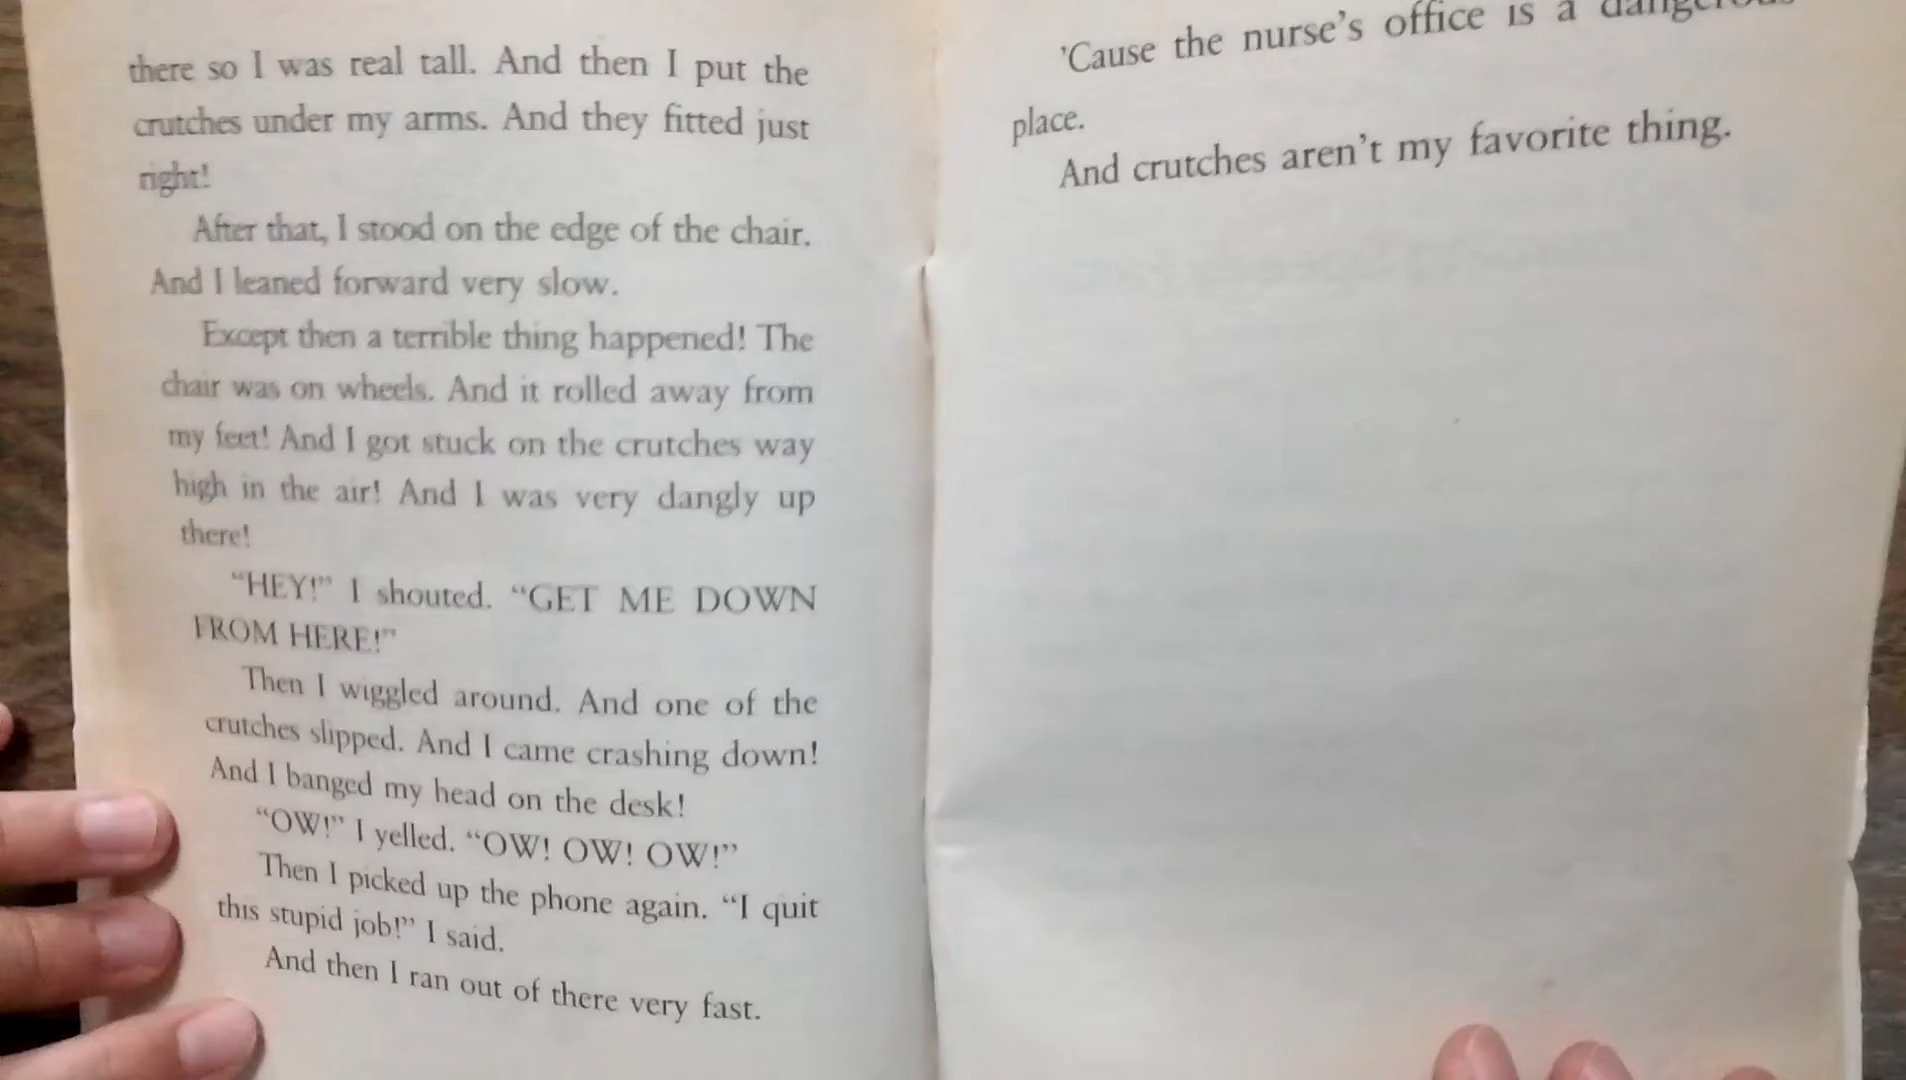 there so I was real tall. And then I put the
crutches under my arms. And they fitted just
right!
After that, I stood on the edge of the chair.
And I leaned forward very slow.
Except then a terrible thing happened! The
chair was on wheels. And it rolled away from
my feet! And I got stuck on the crutches way
high in the air! And I was very dangly up
there!
“HEY!” I shouted. “GET ME DOWN
FROM HERE!”
Then I wiggled around. And one of the
crutches slipped. And I came crashing down!
And I banged my head on the desk!
“OW!” I yelled. “OW! OW! OW!”
Then I picked up the phone again. “I quit
this stupid job!” I said.
And then I ran out of there very fast.
’Cause the nurse’s office is a dangerous
place.
And crutches aren’t my favorite thing.